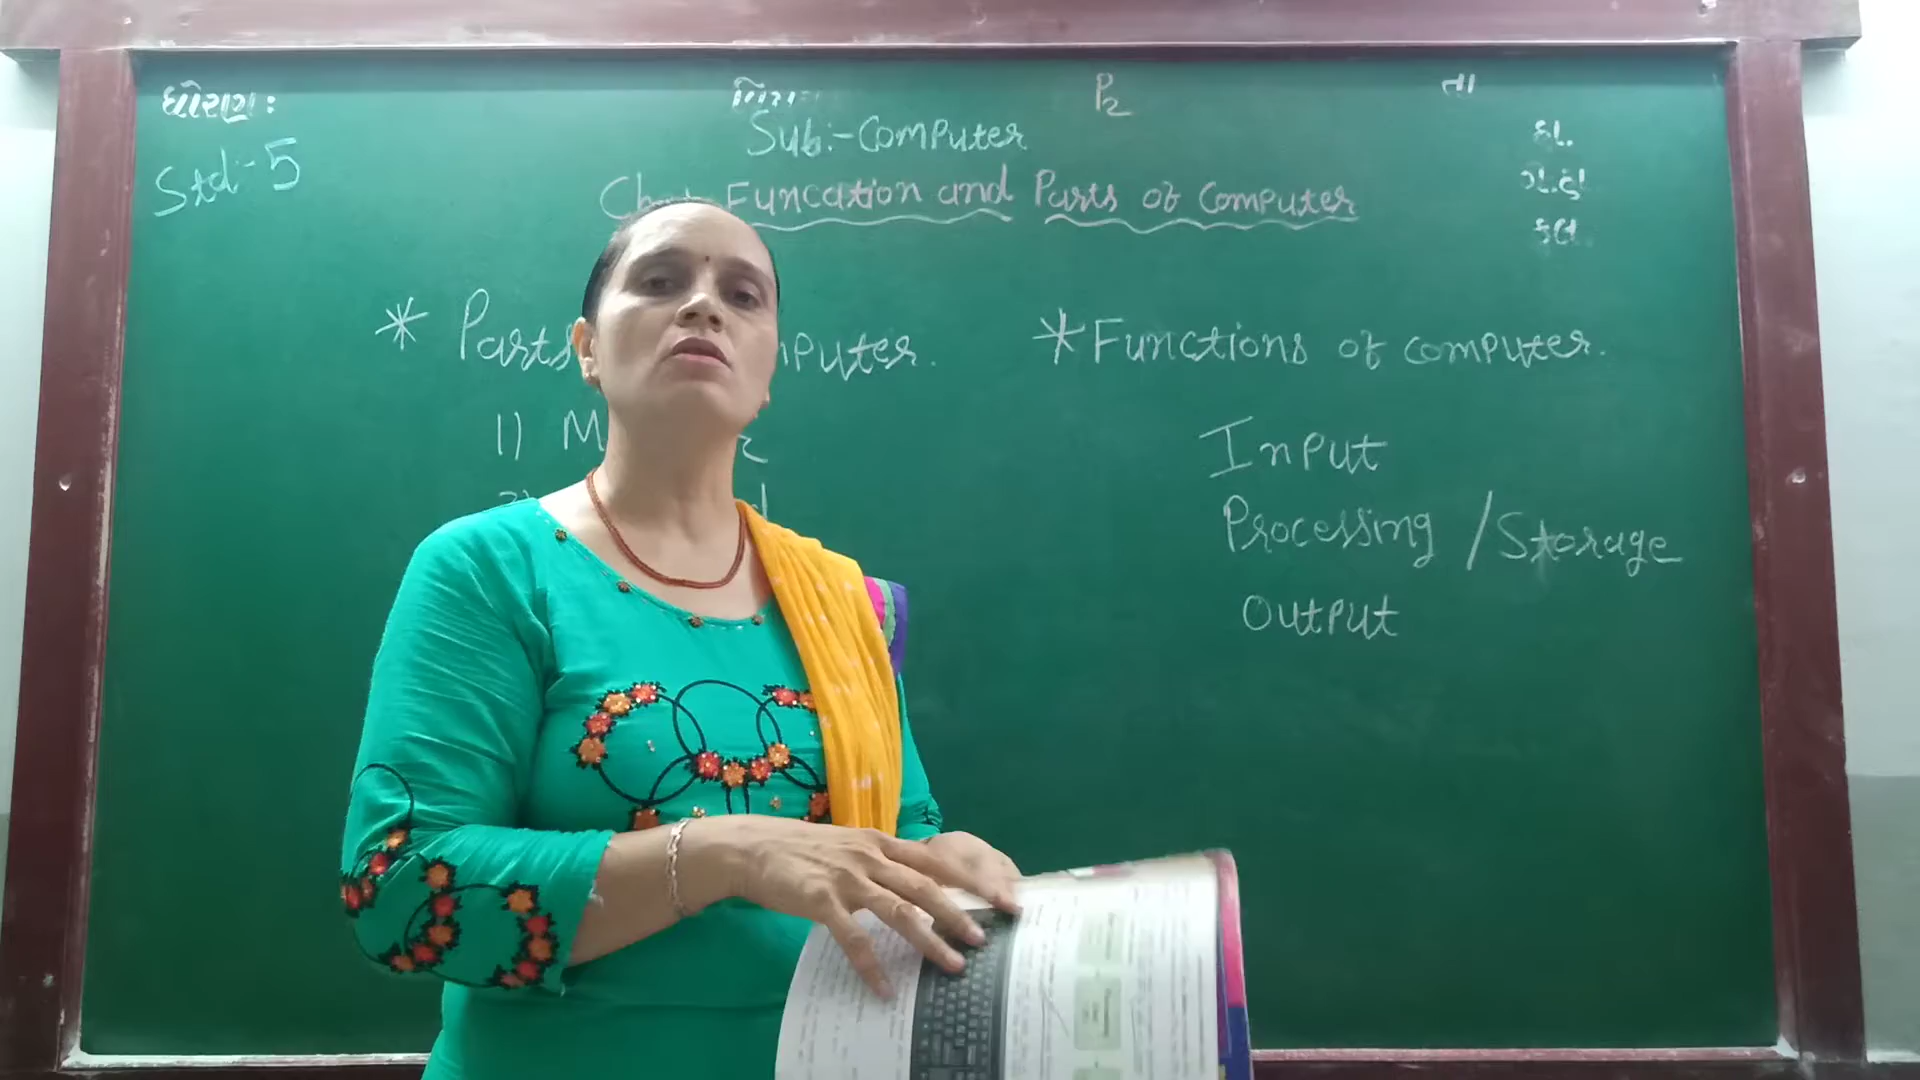 ધોરણ :
P2
તા
Sub:- Computer
હા.
Std:- 5
ગે.હા.
Funcation and Parts of Computer
કુલ
* Parts
* Functions of computer.
1)
Input
Processing / Storage
Output